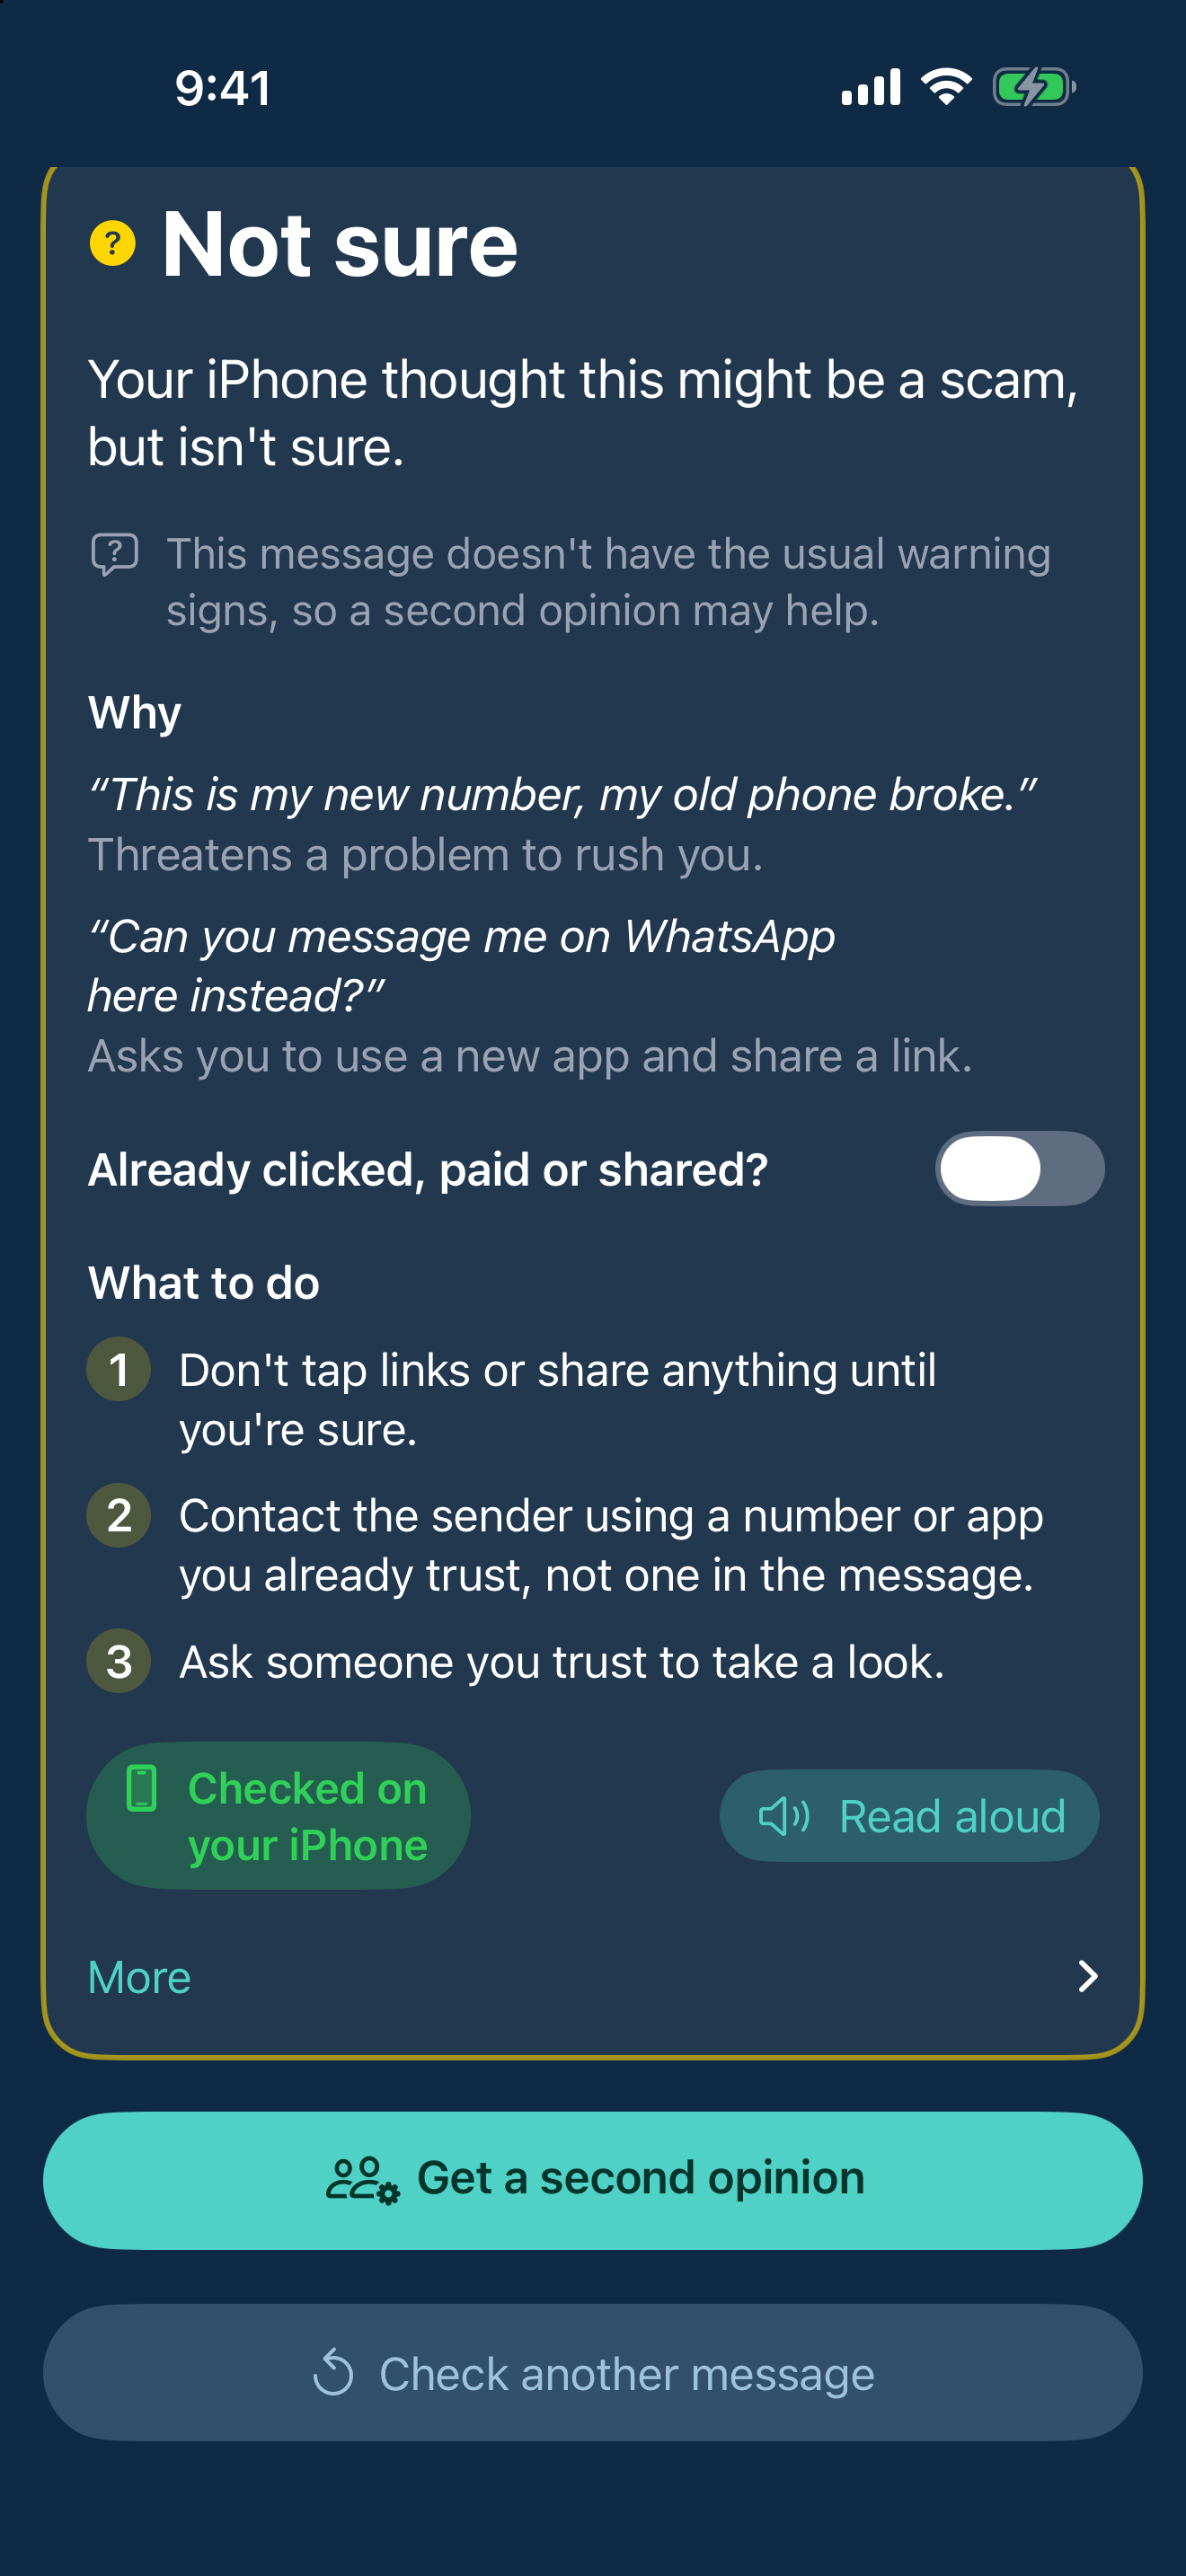 9:41
? Not sure
Your iPhone thought this might be a scam,
but isn't sure.
? This message doesn't have the usual warning
signs, so a second opinion may help.
Why
“This is my new number, my old phone broke.”
Threatens a problem to rush you.
“Can you message me on WhatsApp
here instead?”
Asks you to use a new app and share a link.
Already clicked, paid or shared?
What to do
1 Don't tap links or share anything until
you're sure.
2 Contact the sender using a number or app
you already trust, not one in the message.
3 Ask someone you trust to take a look.
Checked on
your iPhone
Read aloud
More
Get a second opinion
Check another message